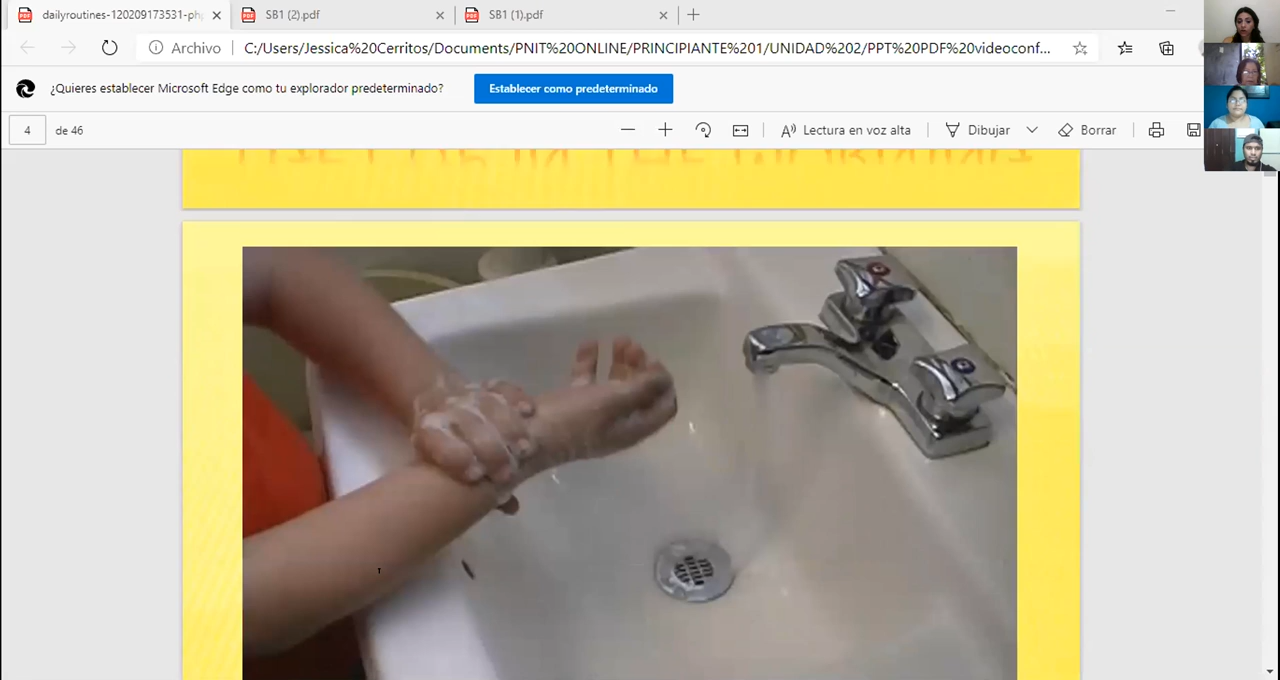 dailyroutines-120209173531-ph
SB1 (2).pdf
SB1 (1).pdf
Archivo
C:/Users/Jessica%20Cerritos/Documents/PNIT%20ONLINE/PRINCIPIANTE%201/UNIDAD%202/PPT%20PDF%20videoconf...
¿Quieres establecer Microsoft Edge como tu explorador predeterminado?
Establecer como predeterminado
4 de 46
Lectura en voz alta
Dibujar
Borrar